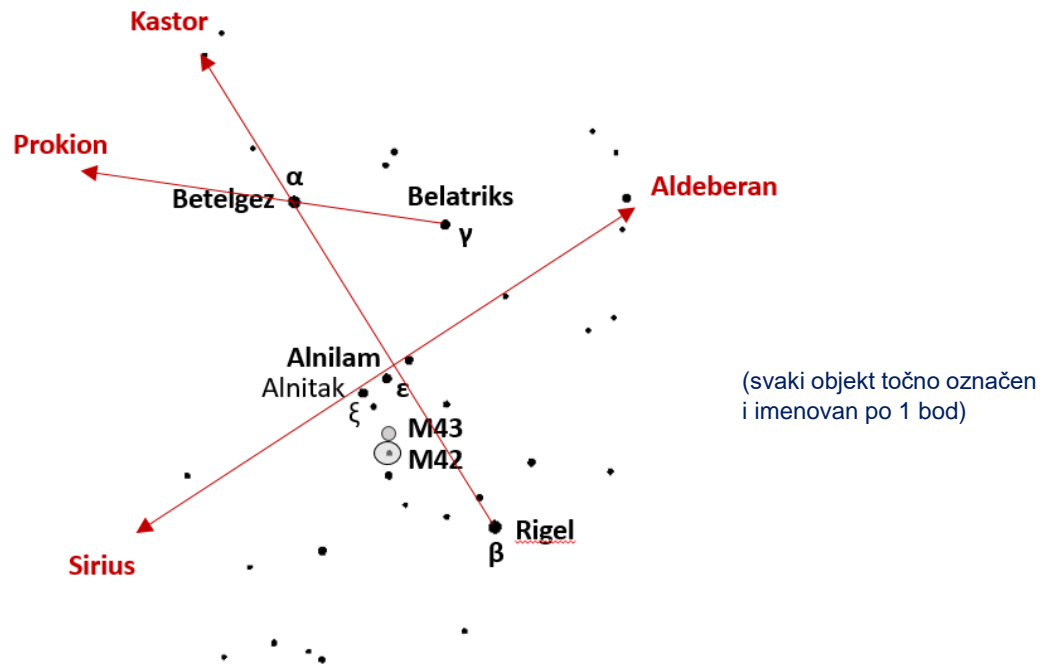 Kastor
Prokion
α
Betelgez
Belatriks
γ
Aldeberan
Alnilam
ε
Alnitak
ξ
(svaki objekt točno označen
i imenovan po 1 bod)
M43
M42
Rigel
β
Sirius